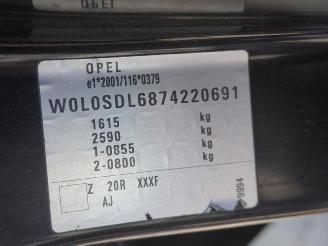 OPEL
e1*2001/116*0379
W0L0SDL6874220691
1615 kg
2590 kg
1-0855 kg
2-0800 kg
Z 20R XXXF
AJ
9994